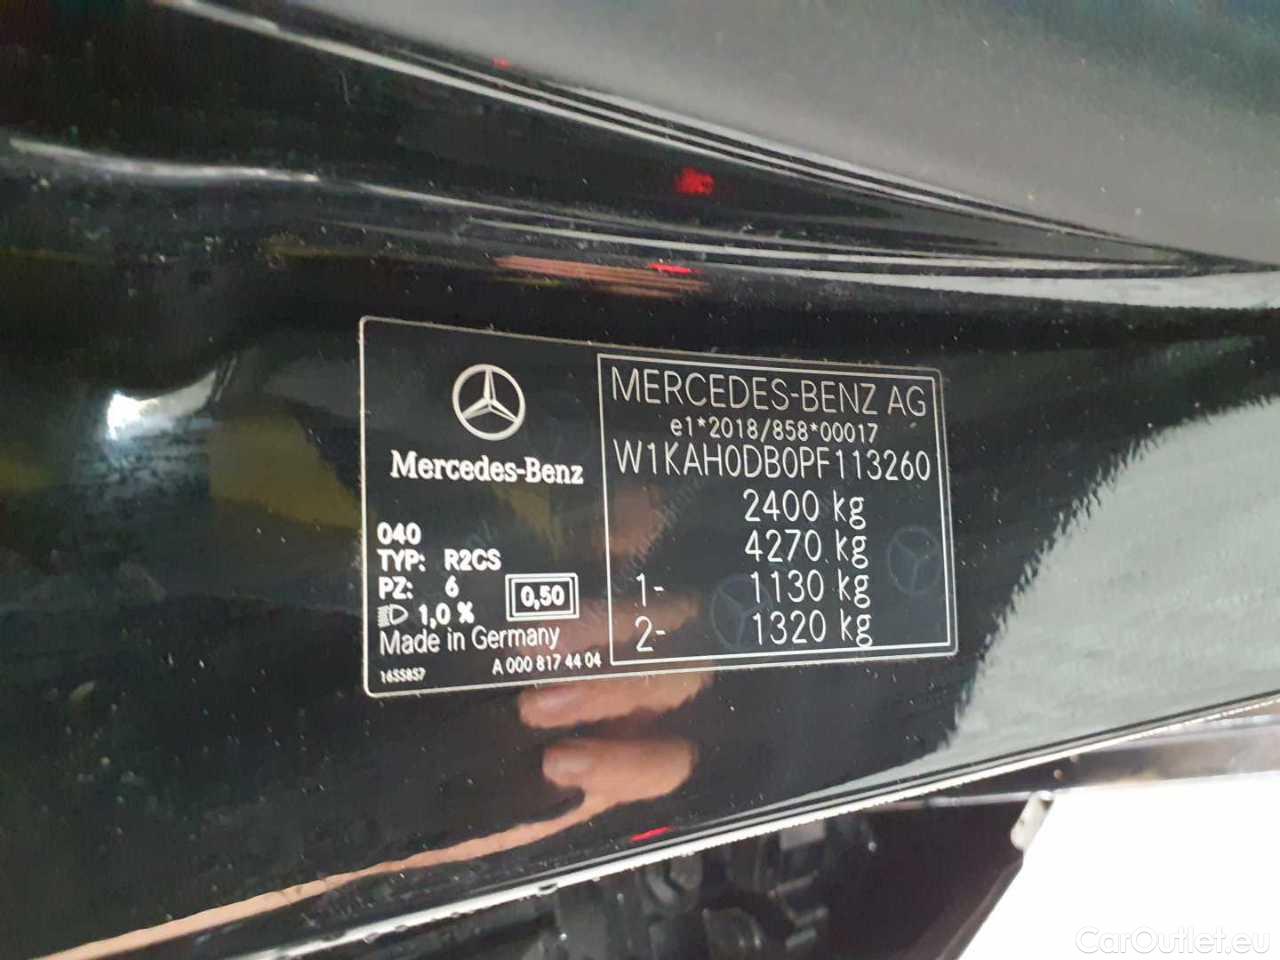 Mercedes-Benz
040
TYP: R2CS
PZ: 6
1,0 %
0,50
Made in Germany
1655857
A 000 817 44 04
MERCEDES-BENZ AG
e1*2018/858*00017
W1KAH0DB0PF113260
2400 kg
4270 kg
1- 1130 kg
2- 1320 kg
CarOutlet.eu